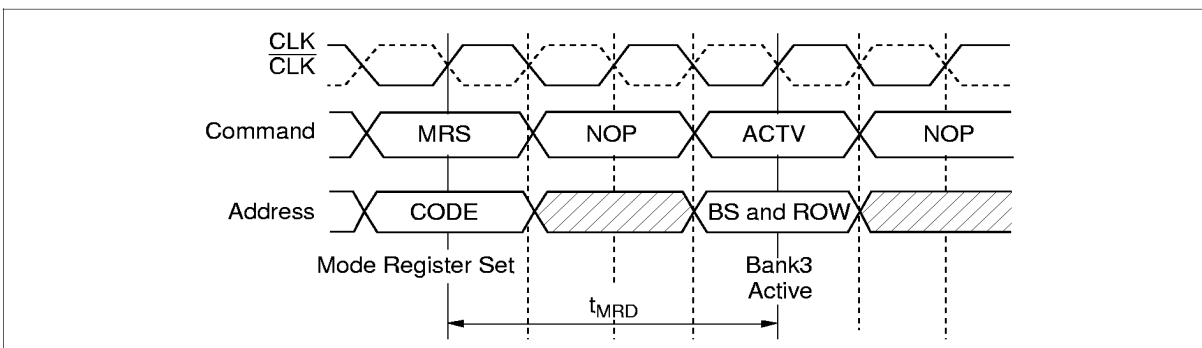 CLK
CLK
Command MRS NOP ACTV NOP
Address CODE BS and ROW
Mode Register Set Bank3
Active
tMRD